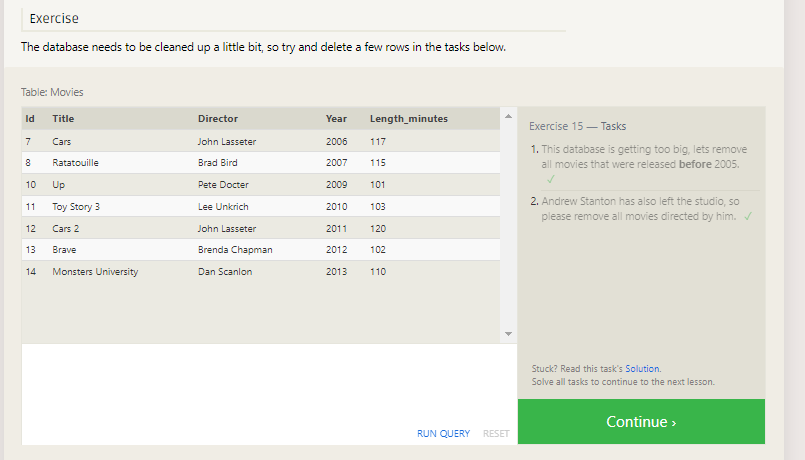 Exercise
The database needs to be cleaned up a little bit, so try and delete a few rows in the tasks below.
Table: Movies
Id Title Director Year Length_minutes
7 Cars John Lasseter 2006 117
8 Ratatouille Brad Bird 2007 115
10 Up Pete Docter 2009 101
11 Toy Story 3 Lee Unkrich 2010 103
12 Cars 2 John Lasseter 2011 120
13 Brave Brenda Chapman 2012 102
14 Monsters University Dan Scanlon 2013 110
RUN QUERY RESET
Exercise 15 — Tasks
1. This database is getting too big, lets remove
all movies that were released before 2005.
✓
2. Andrew Stanton has also left the studio, so
please remove all movies directed by him. ✓
Stuck? Read this task's Solution.
Solve all tasks to continue to the next lesson.
Continue ›